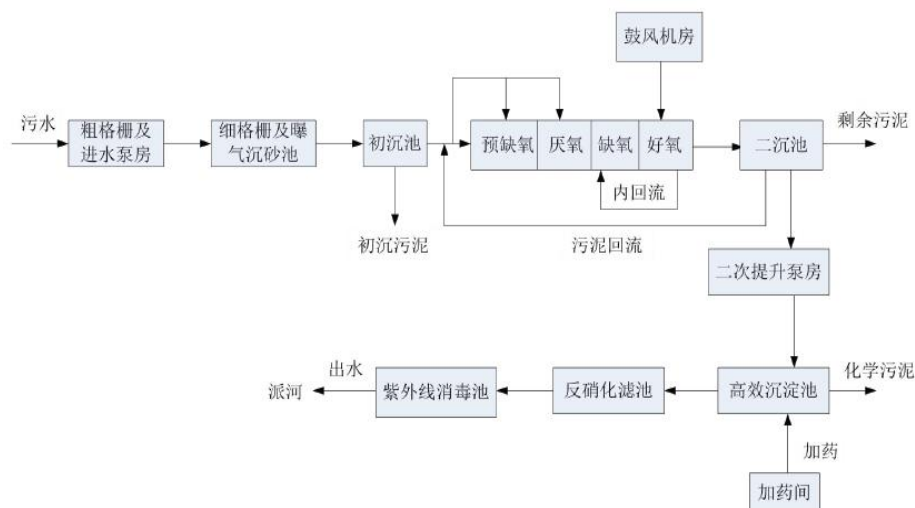 鼓风机房
污水
粗格栅及
进水泵房
细格栅及曝
气沉砂池
初沉池
预缺氧
厌氧
缺氧
好氧
二沉池
剩余污泥
内回流
初沉污泥
污泥回流
二次提升泵房
派河
出水
紫外线消毒池
反硝化滤池
高效沉淀池
化学污泥
加药
加药间